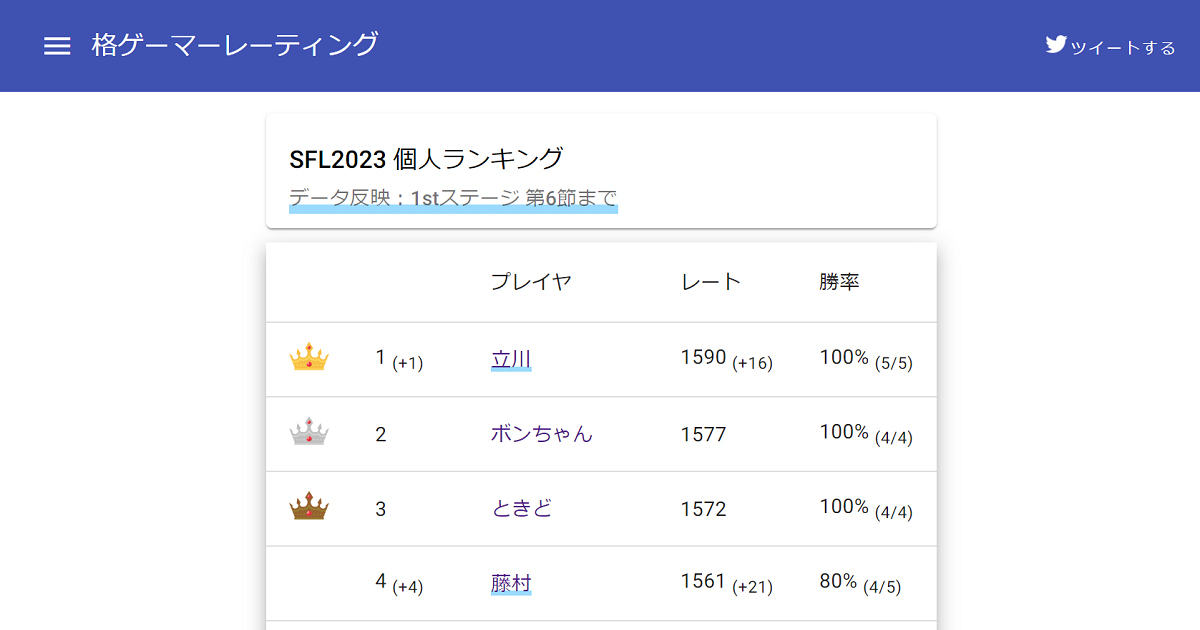 格ゲーマーレーティング ツイートする
SFL2023 個人ランキング
データ反映：1stステージ 第6節まで
プレイヤ レート 勝率
1 (+1) 立川 1590 (+16) 100% (5/5)
2 ボンちゃん 1577 100% (4/4)
3 ときど 1572 100% (4/4)
4 (+4) 藤村 1561 (+21) 80% (4/5)